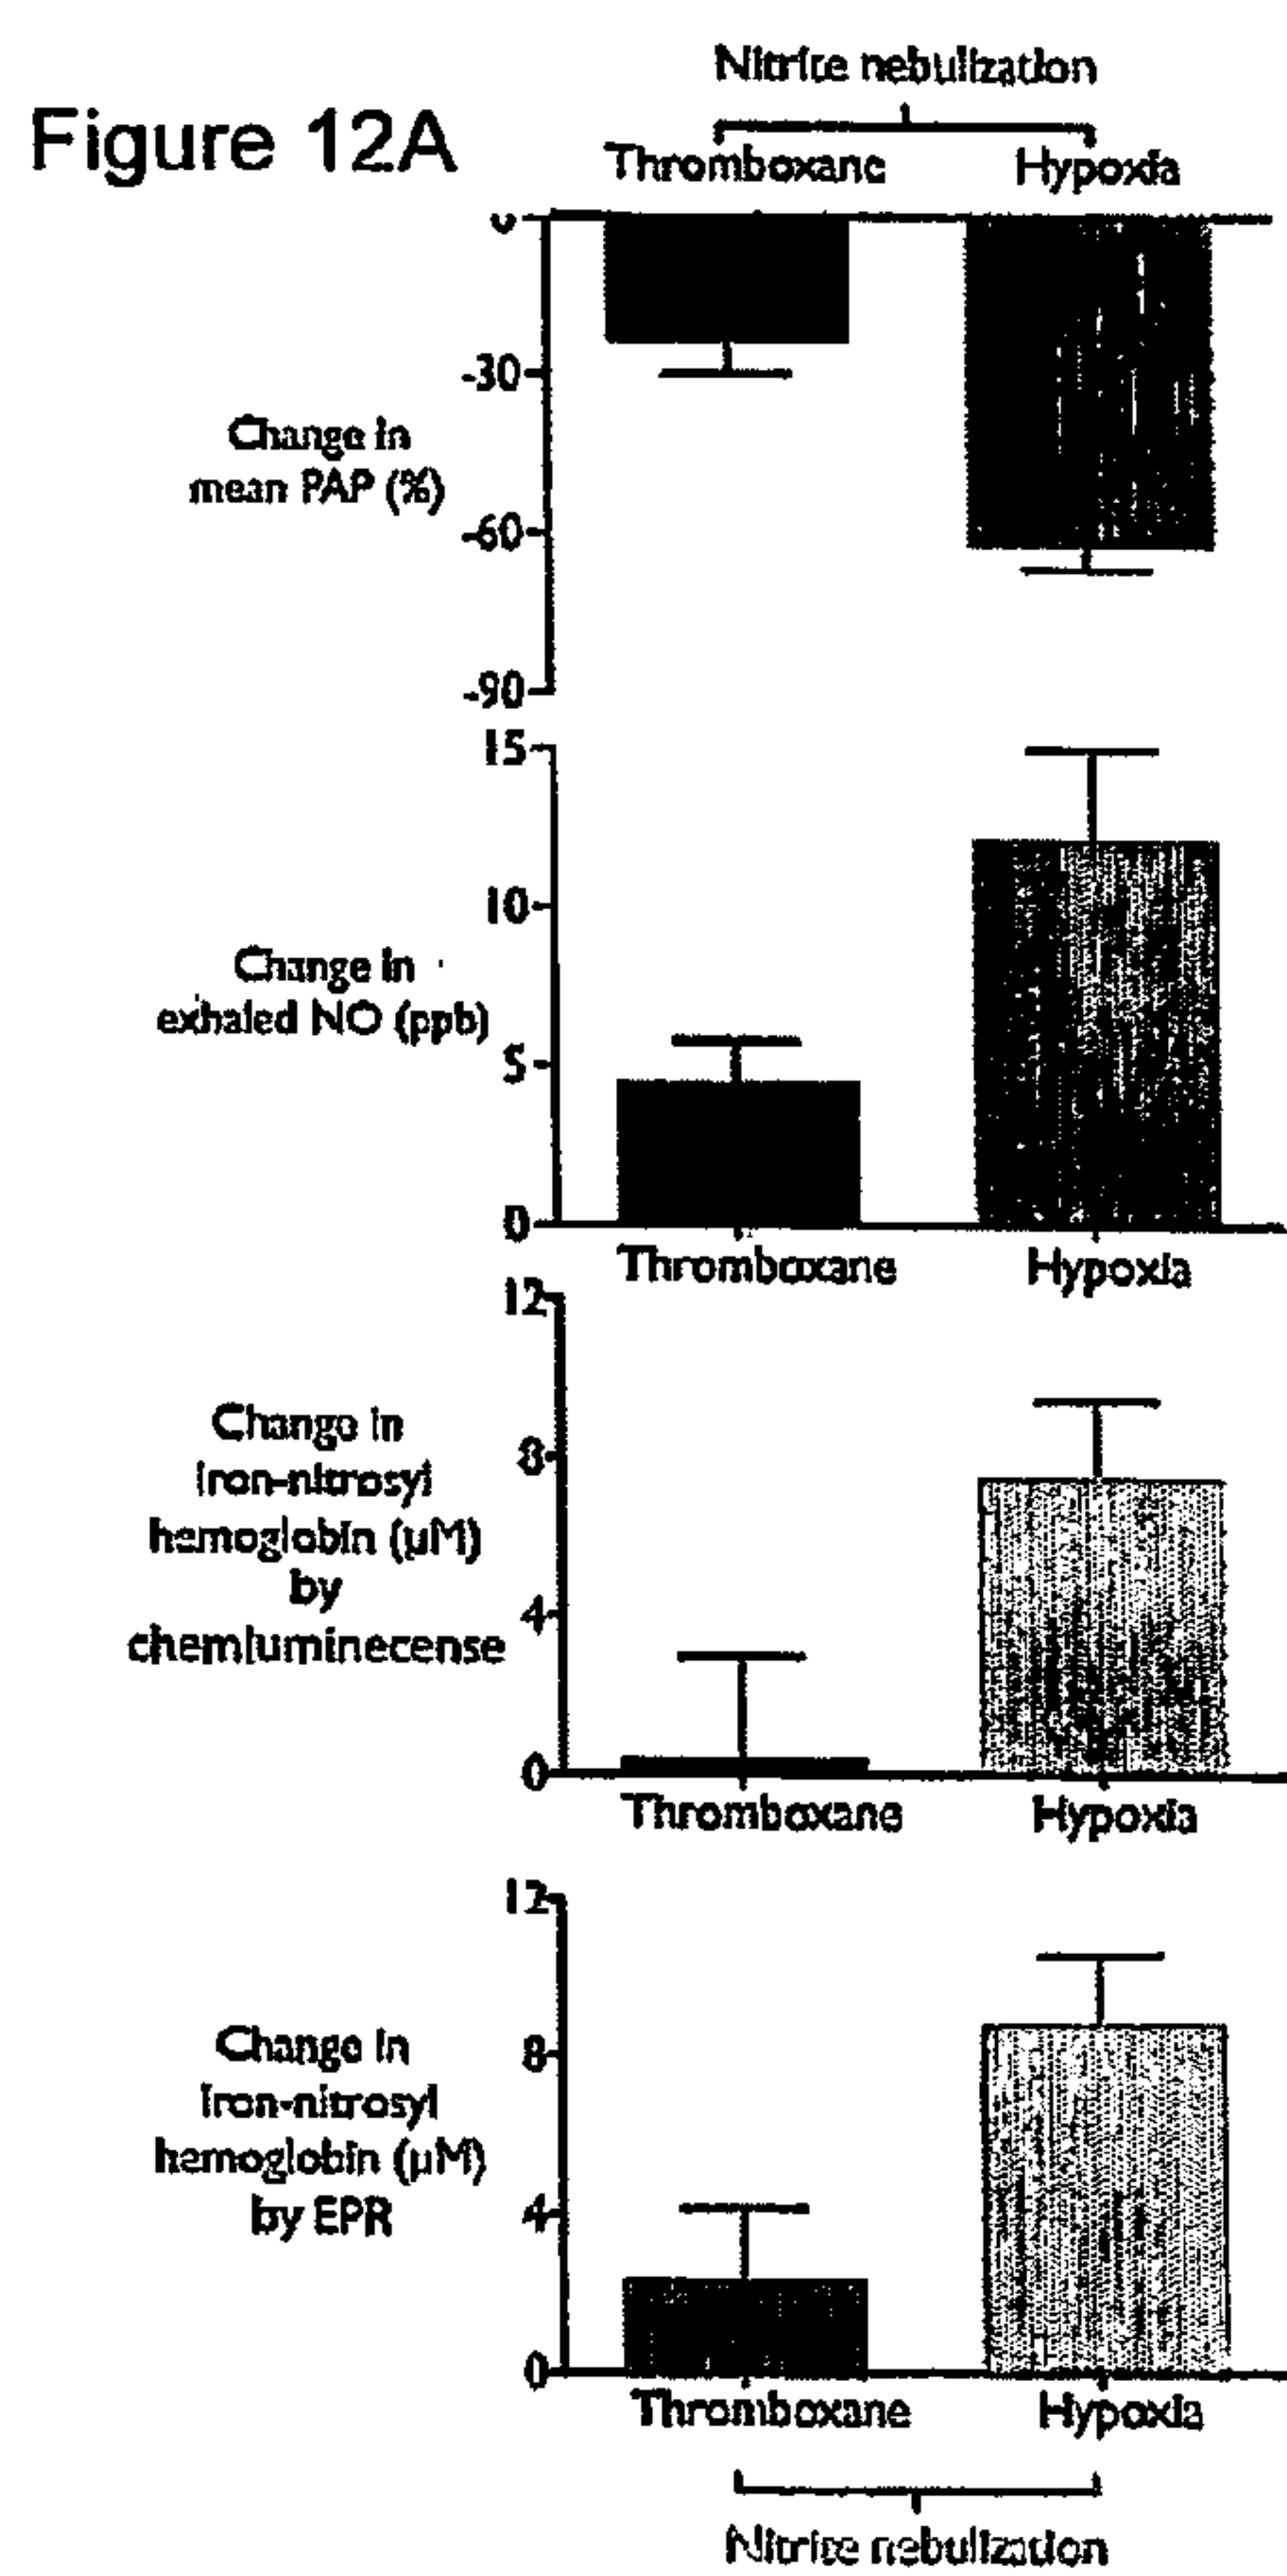 Nitrite nebulization
Figure 12A
Thromboxane Hypoxia
0
-30
Change in
mean PAP (%)
-60
-90
15
10
Change in
exhaled NO (ppb)
5
0
Thromboxane Hypoxia
12
Change in
iron-nitrosyl
8
hemoglobin (µM)
by
4
chemluminecense
0
Thromboxane Hypoxia
12
Change in
8
iron-nitrosyl
hemoglobin (µM)
by EPR
4
0
Thromboxane Hypoxia
Nitrite nebulization